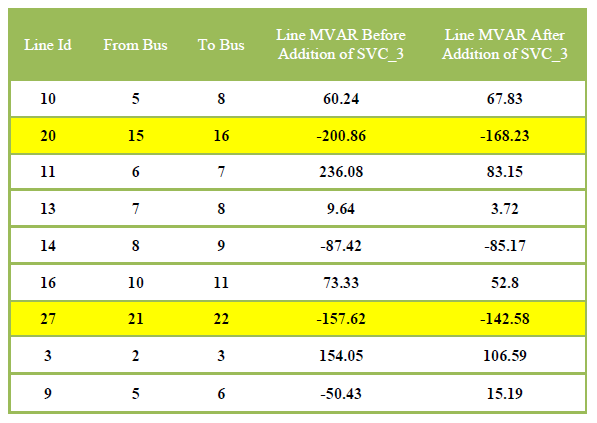 Line Id From Bus To Bus Line MVAR Before Addition of SVC_3 Line MVAR After Addition of SVC_3
10 5 8 60.24 67.83
20 15 16 -200.86 -168.23
11 6 7 236.08 83.15
13 7 8 9.64 3.72
14 8 9 -87.42 -85.17
16 10 11 73.33 52.8
27 21 22 -157.62 -142.58
3 2 3 154.05 106.59
9 5 6 -50.43 15.19